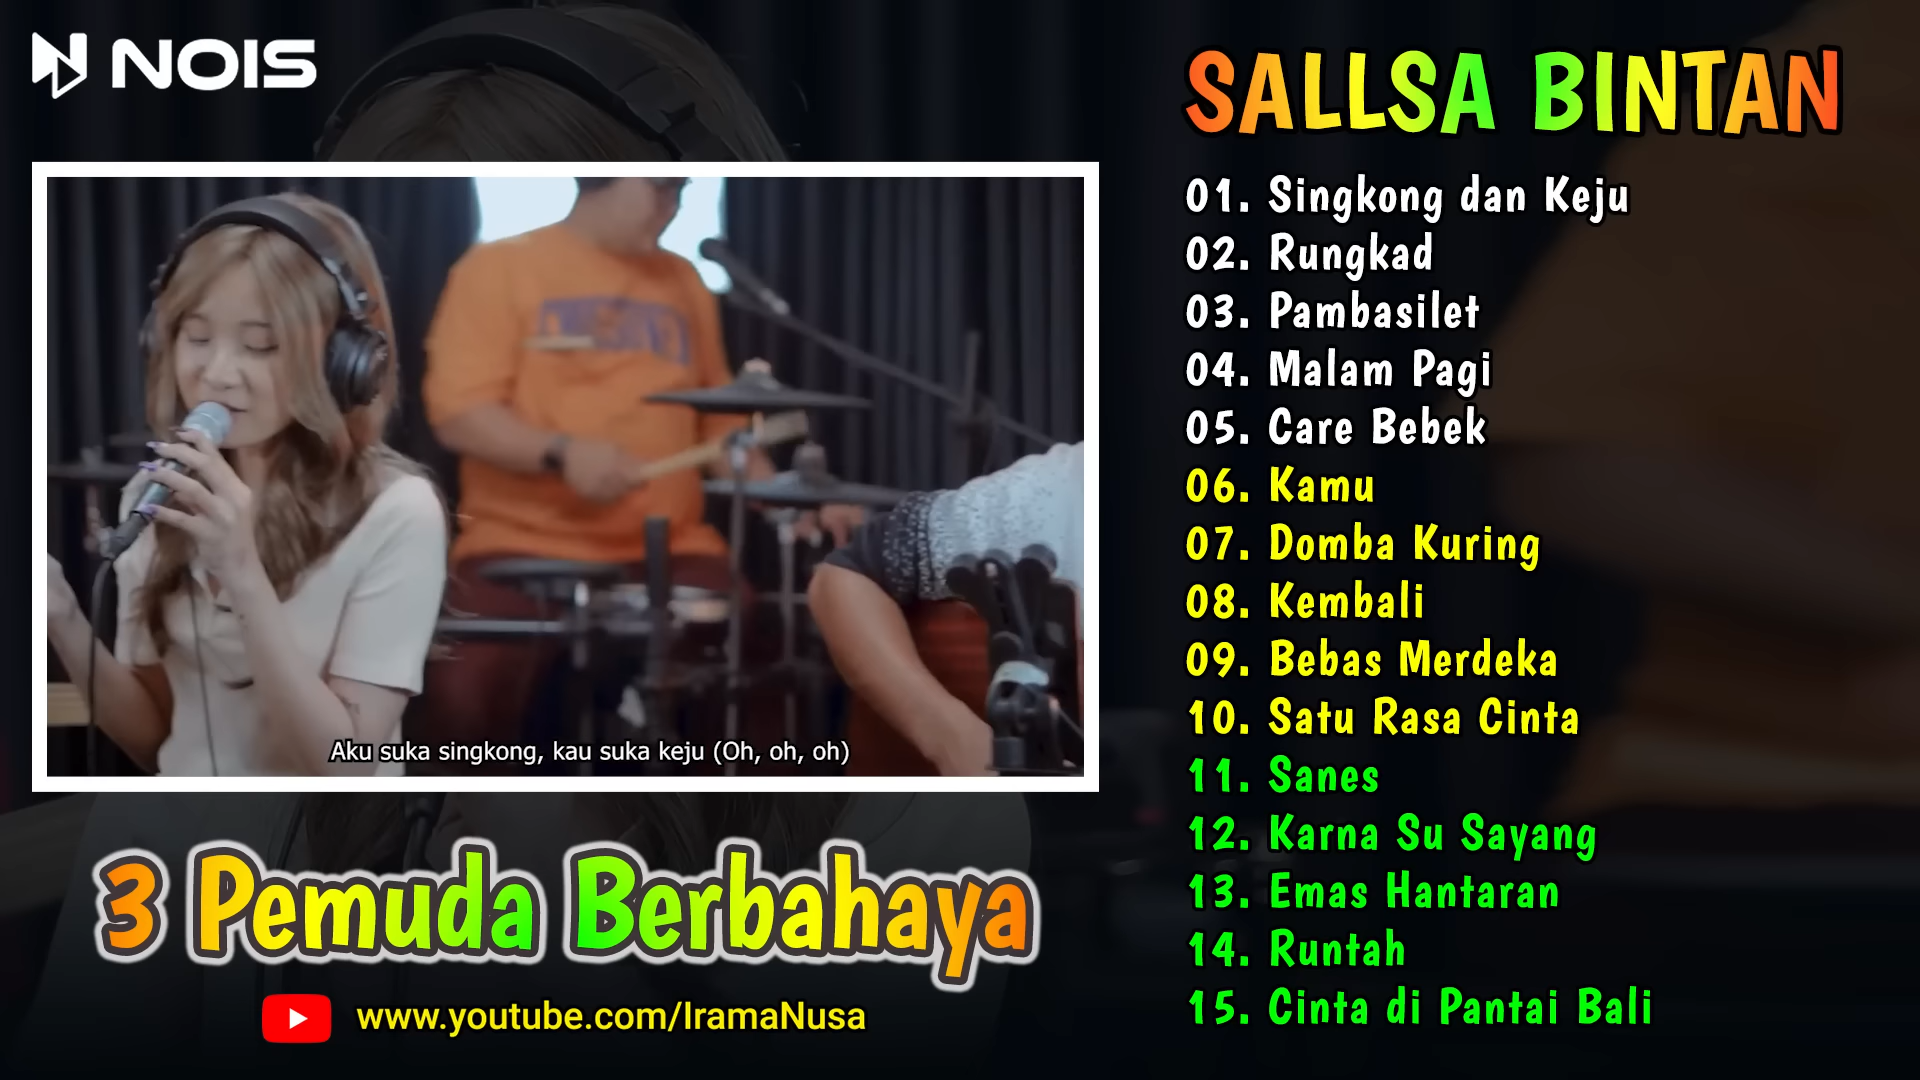 NOIS
SALLSA BINTAN
01. Singkong dan Keju
02. Rungkad
03. Pambasilet
04. Malam Pagi
05. Care Bebek
06. Kamu
07. Domba Kuring
08. Kembali
09. Bebas Merdeka
10. Satu Rasa Cinta
11. Sanes
12. Karna Su Sayang
13. Emas Hantaran
14. Runtah
15. Cinta di Pantai Bali
Aku suka singkong, kau suka keju (Oh, oh, oh)
3 Pemuda Berbahaya
www.youtube.com/IramaNusa